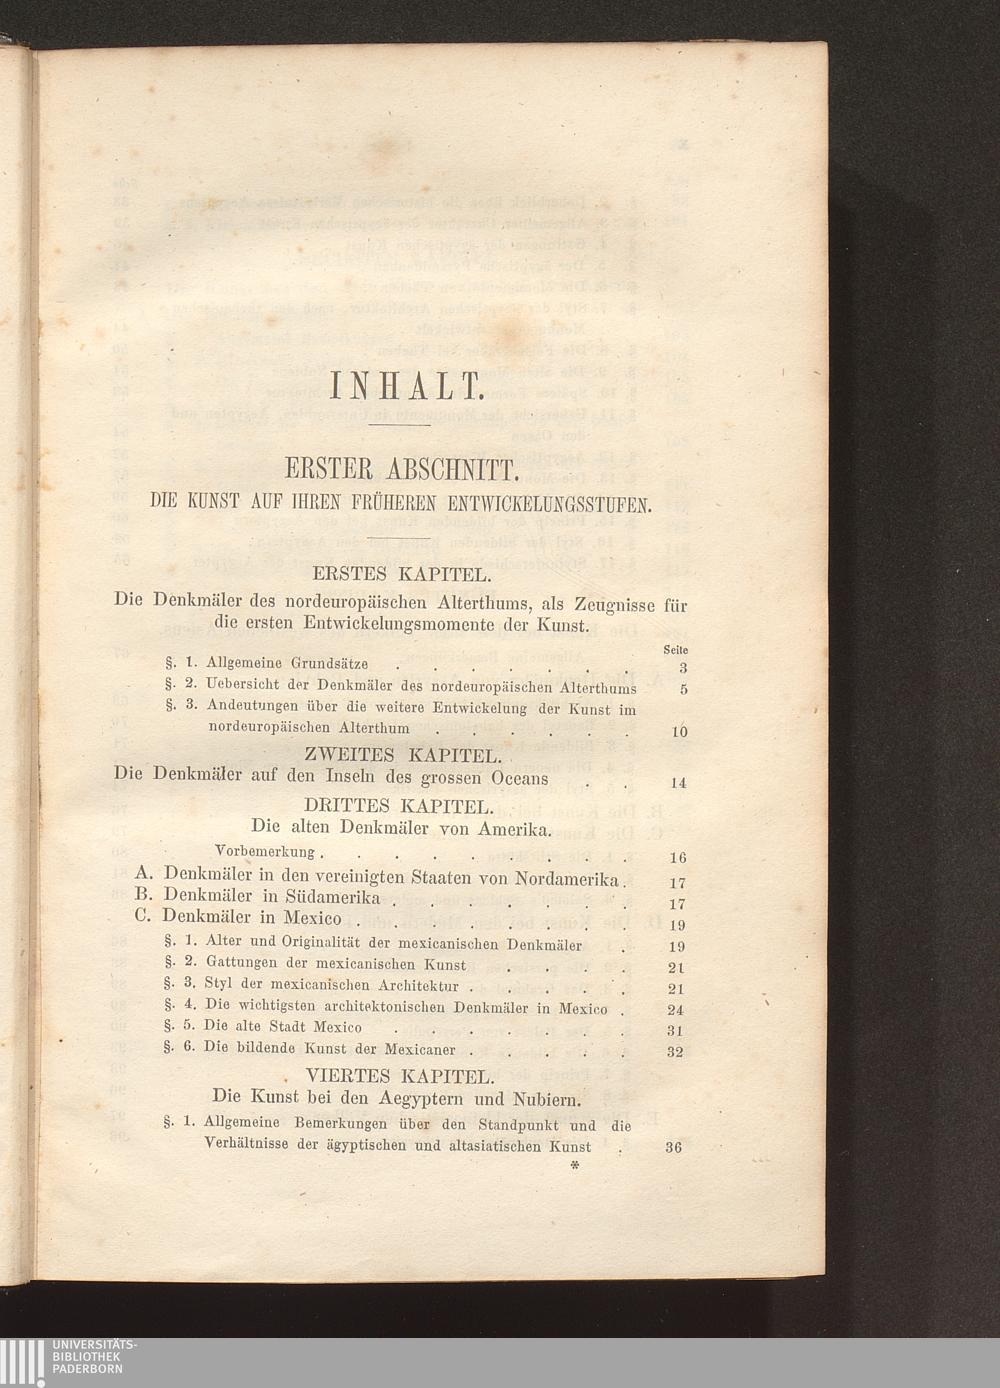 INHALT.
ERSTER ABSCHNITT.
DIE KUNST AUF IHREN FRÜHEREN ENTWICKELUNGSSTUFEN.
ERSTES KAPITEL.
Die Denkmäler des nordeuropäischen Alterthums, als Zeugnisse für
die ersten Entwickelungsmomente der Kunst.
Seite
§. 1. Allgemeine Grundsätze . . . . . . . 3
§. 2. Uebersicht der Denkmäler des nordeuropäischen Alterthums 5
§. 3. Andeutungen über die weitere Entwickelung der Kunst im
nordeuropäischen Alterthum . . . . . . 10
ZWEITES KAPITEL.
Die Denkmäler auf den Inseln des grossen Oceans . . 14
DRITTES KAPITEL.
Die alten Denkmäler von Amerika.
Vorbemerkung . . . . . . . . . 16
A. Denkmäler in den vereinigten Staaten von Nordamerika . 17
B. Denkmäler in Südamerika . . . . . . . 17
C. Denkmäler in Mexico . . . . . . . . 19
§. 1. Alter und Originalität der mexicanischen Denkmäler . 19
§. 2. Gattungen der mexicanischen Kunst . . . . 21
§. 3. Styl der mexicanischen Architektur . . . . . 21
§. 4. Die wichtigsten architektonischen Denkmäler in Mexico . 24
§. 5. Die alte Stadt Mexico . . . . . . . 31
§. 6. Die bildende Kunst der Mexicaner . . . . . 32
VIERTES KAPITEL.
Die Kunst bei den Aegyptern und Nubiern.
§. 1. Allgemeine Bemerkungen über den Standpunkt und die
Verhältnisse der ägyptischen und altasiatischen Kunst . 36
*
UNIVERSITÄTS-
BIBLIOTHEK
PADERBORN